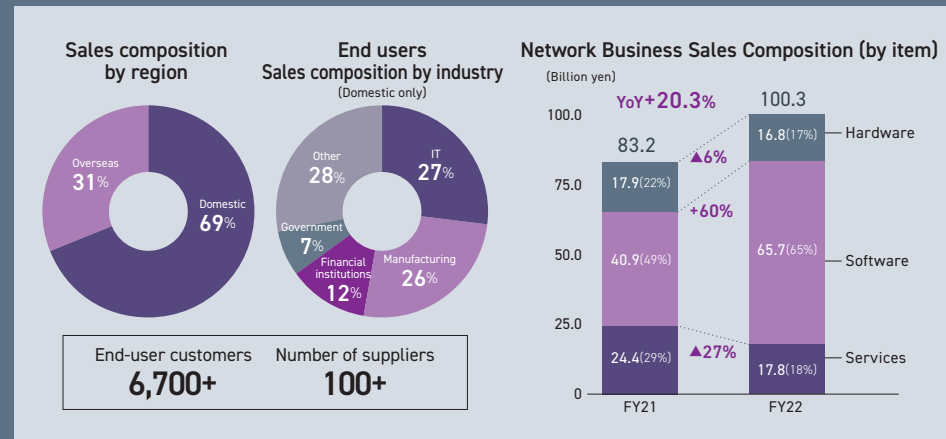 Sales composition
by region
Overseas
31%
Domestic
69%
End users
Sales composition by industry
(Domestic only)
Other
28%
IT
27%
Government
7%
Financial
institutions
12%
Manufacturing
26%
End-user customers
6,700+
Number of suppliers
100+
Network Business Sales Composition (by item)
(Billion yen)
YoY+20.3%
100.0
75.0
50.0
25.0
0
83.2
17.9(22%)
40.9(49%)
24.4(29%)
FY21
▲6%
+60%
▲27%
100.3
16.8(17%)
65.7(65%)
17.8(18%)
FY22
Hardware
Software
Services